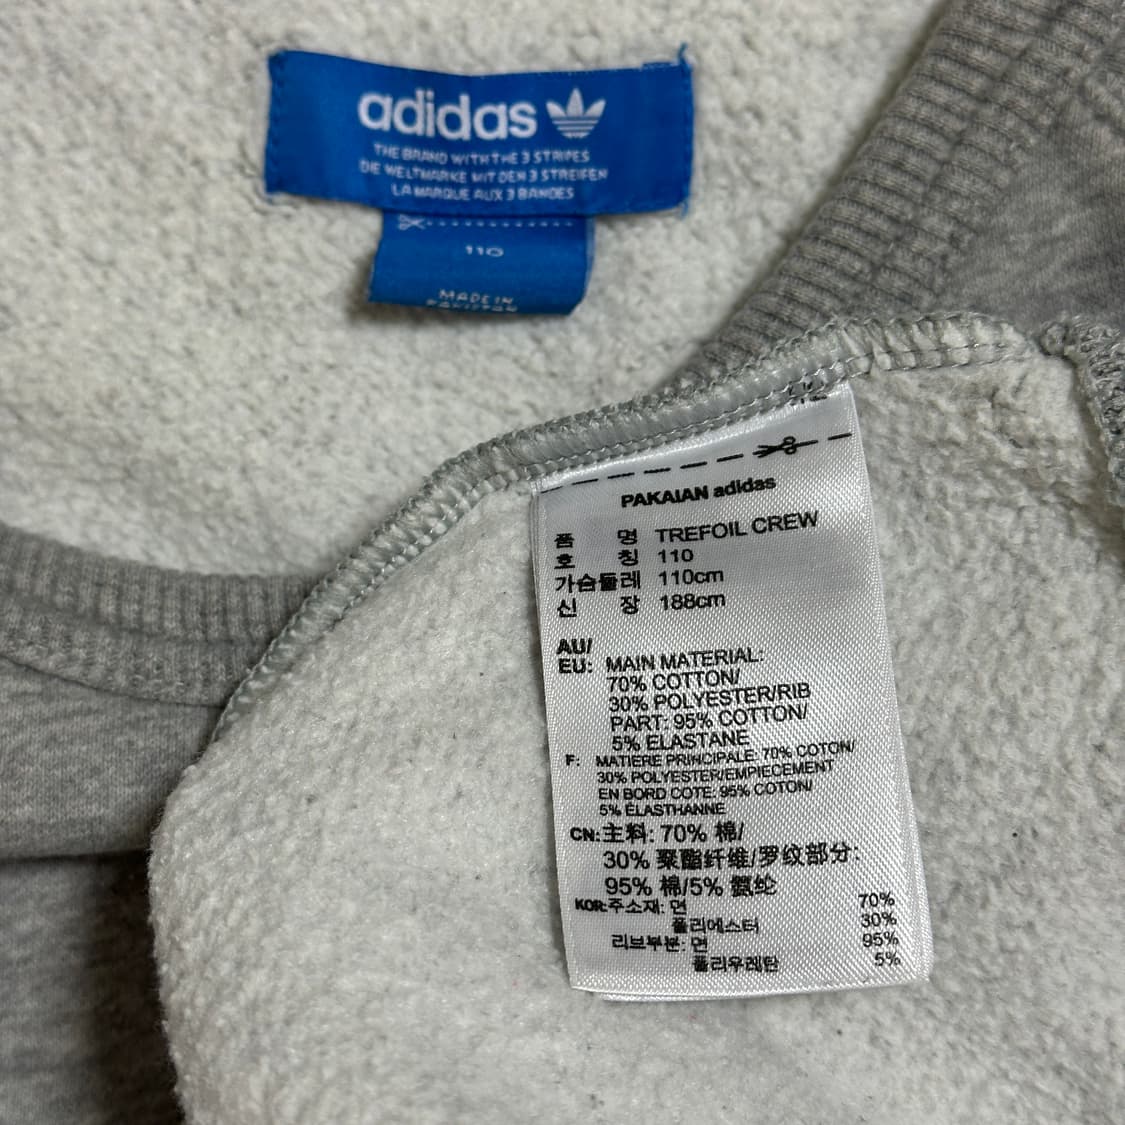 adidas
THE BRAND WITH THE 3 STRIPES
DIE WELTMARKE MIT DEN 3 STREIFEN
LA MARQUE AUX 3 BANDES
110
MADE IN
PAKISTAN
PAKAIAN adidas
품 명 TREFOIL CREW
호 칭 110
가슴둘레 110cm
신 장 188cm
AU/
EU: MAIN MATERIAL:
70% COTTON/
30% POLYESTER/RIB
PART: 95% COTTON/
5% ELASTANE
F: MATIERE PRINCIPALE: 70% COTON/
30% POLYESTER/EMPIECEMENT
EN BORD COTE: 95% COTON/
5% ELASTHANNE
CN:主料: 70% 棉/
30% 聚酯纤维/罗纹部分:
95% 棉/5% 氨纶
KOR:주소재: 면 70%
폴리에스터 30%
리브부분: 면 95%
폴리우레탄 5%